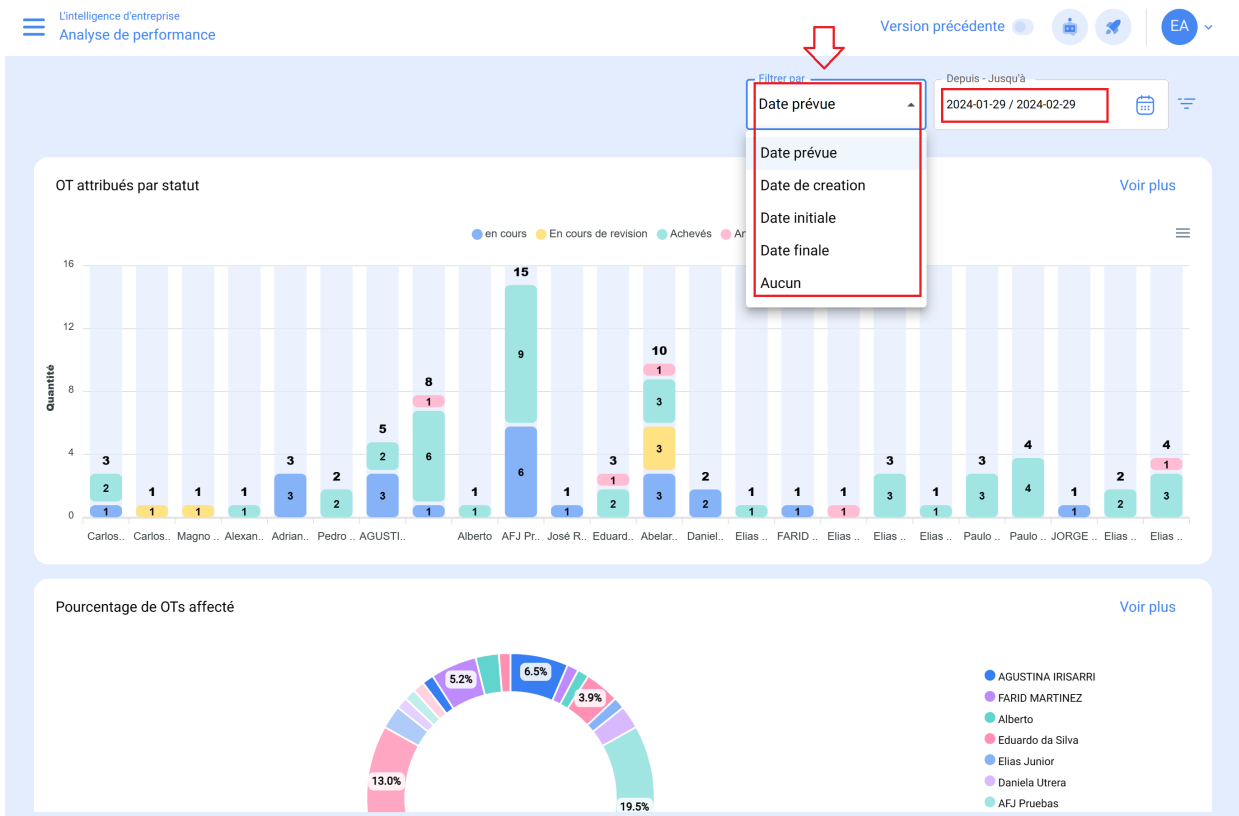 L'intelligence d'entreprise
Analyse de performance
Version précédente
EA
Filtrer par
Date prévue
Depuis - Jusqu'à
2024-01-29 / 2024-02-29
Date prévue
Date de creation
Date initiale
Date finale
Aucun
OT attribués par statut
Voir plus
en cours En cours de revision Achevés
Quantité
16
12
8
4
0
3 1 1 1 3 2 5 8 1 15 1 3 10 2 1 1 1 3 1 3 4 1 2 4
2 1
1
1
1
3
2
2 3
1 6 1
1
9 6
1
1 2
1 3 3 3
2
1
1
1
3
1
3
4
1
2
1 3
Carlos.. Carlos.. Magno .. Alexan.. Adrian.. Pedro .. AGUSTI.. Alberto AFJ Pr.. José R.. Eduard.. Abelar.. Daniel.. Elias .. FARID .. Elias .. Elias .. Elias .. Paulo .. Paulo .. JORGE .. Elias .. Elias ..
Pourcentage de OTs affecté
Voir plus
5.2%
6.5%
3.9%
13.0%
19.5%
AGUSTINA IRISARRI
FARID MARTINEZ
Alberto
Eduardo da Silva
Elias Junior
Daniela Utrera
AFJ Pruebas